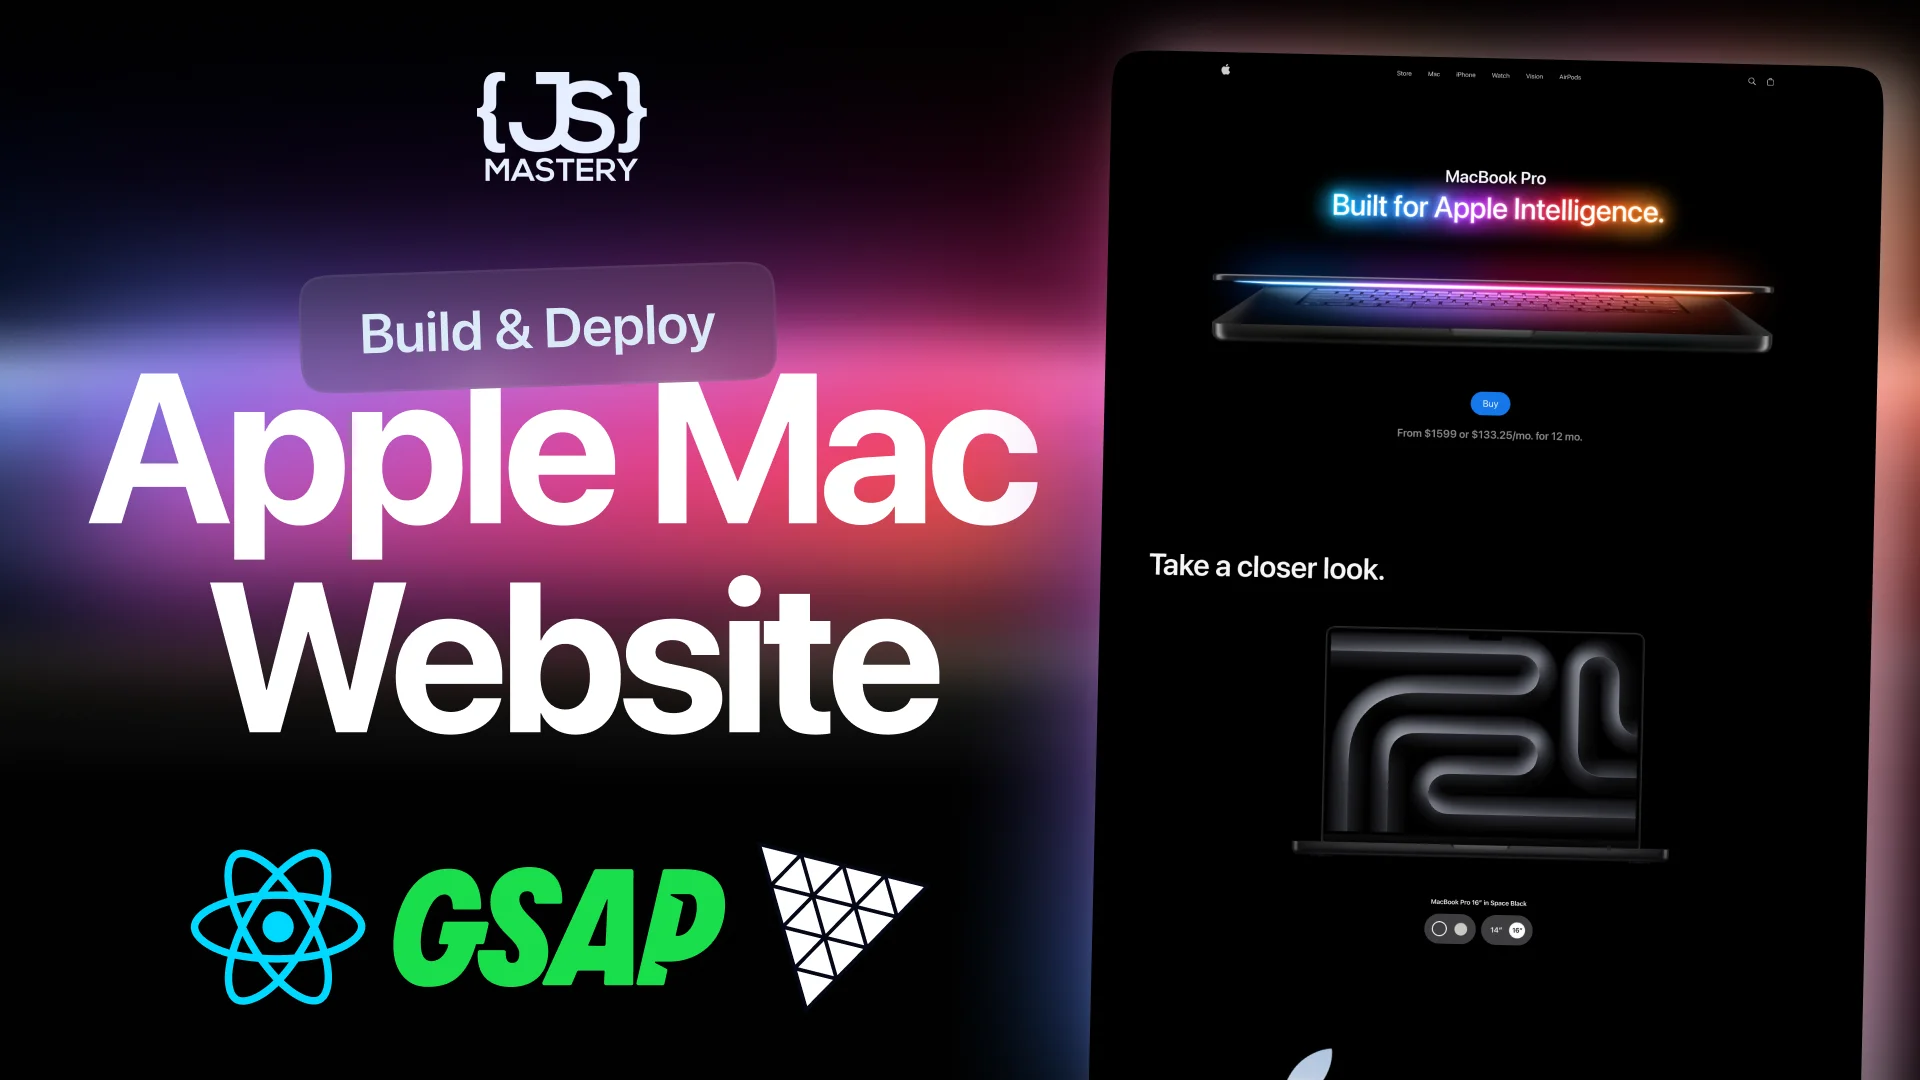 {JS}
MASTERY
Build & Deploy
Apple Mac
Website
GSAP
Store Mac iPhone Watch Vision AirPods
MacBook Pro
Built for Apple Intelligence.
Buy
From $1599 or $133.25/mo. for 12 mo.
Take a closer look.
MacBook Pro 16" in Space Black
14" 16"